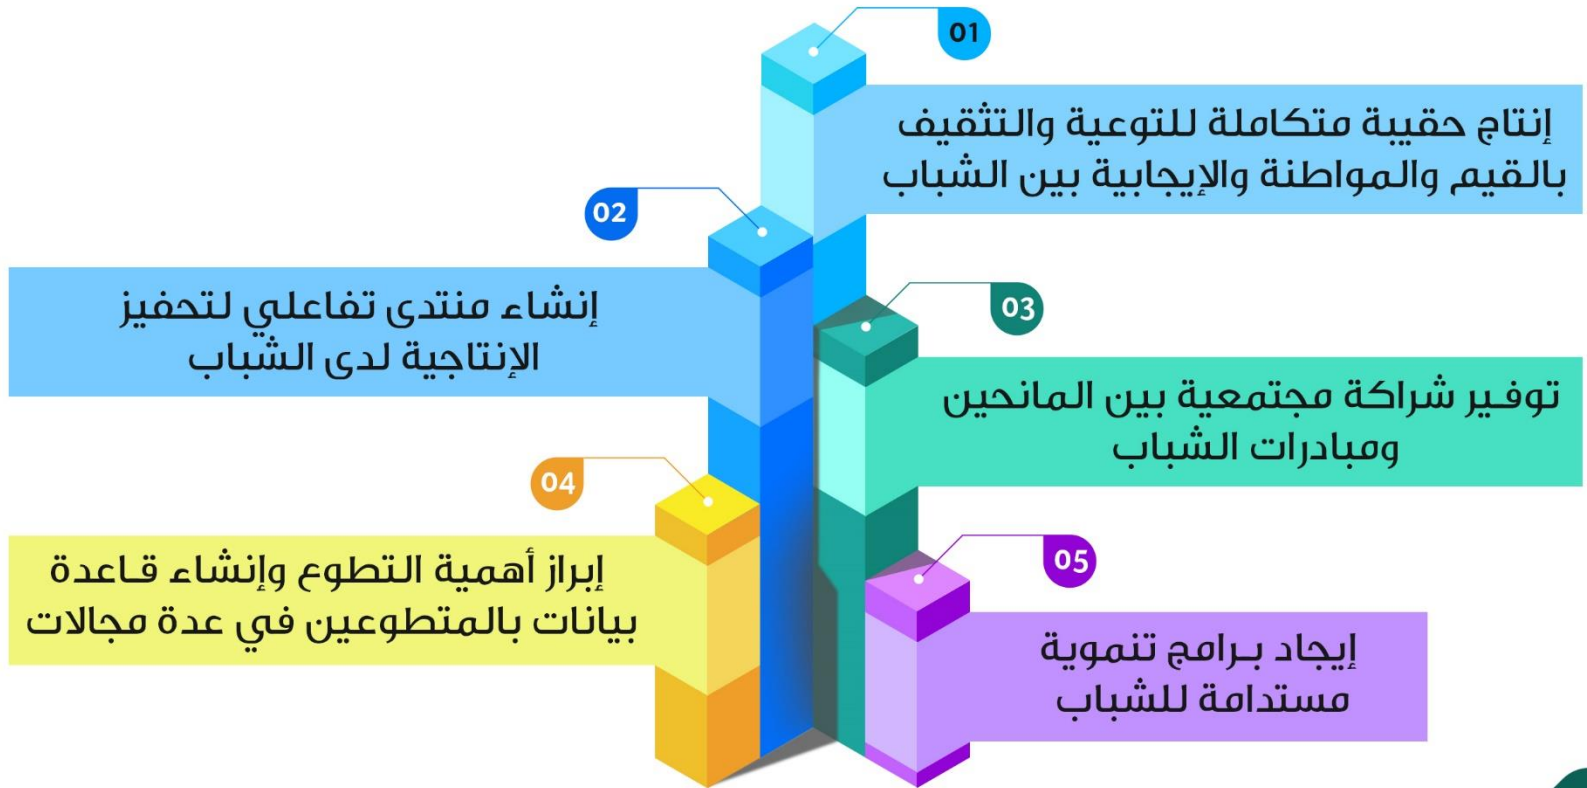 01
إنتاج حقيبة متكاملة للتوعية والتثقيف
بالقيم والمواطنة والإيجابية بين الشباب
02
إنشاء منتدى تفاعلي لتحفيز
الإنتاجية لدى الشباب
03
توفير شراكة مجتمعية بين المانحين
ومبادرات الشباب
04
إبراز أهمية التطوع وإنشاء قاعدة
بيانات بالمتطوعين في عدة مجالات
05
إيجاد برامج تنموية
مستدامة للشباب